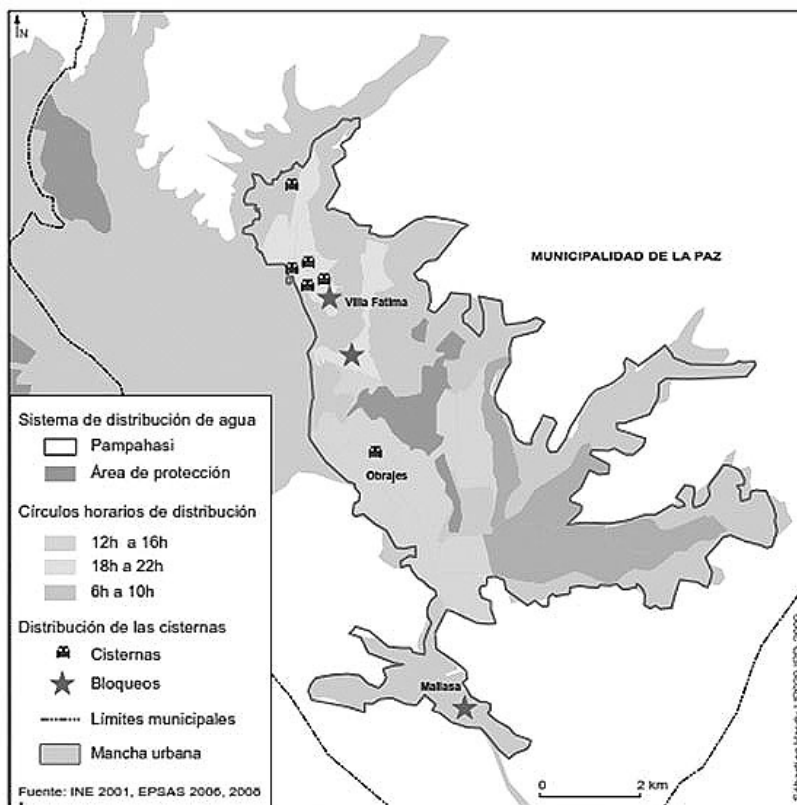 N
MUNICIPALIDAD DE LA PAZ
Villa Fatima
Obrajes
Mallasa
Sistema de distribución de agua
Pampahasi
Área de protección
Círculos horarios de distribución
12h a 16h
18h a 22h
6h a 10h
Distribución de las cisternas
Cisternas
Bloqueos
Límites municipales
Mancha urbana
Fuente: INE 2001, EPSAS 2006, 2008
0 2 km